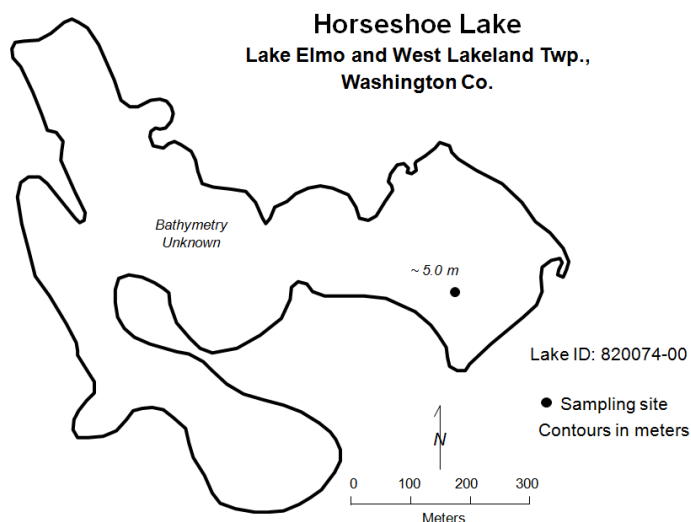 Horseshoe Lake
Lake Elmo and West Lakeland Twp.,
Washington Co.
Bathymetry
Unknown
~ 5.0 m
Lake ID: 820074-00
Sampling site
N
Contours in meters
0 100 200 300
Meters